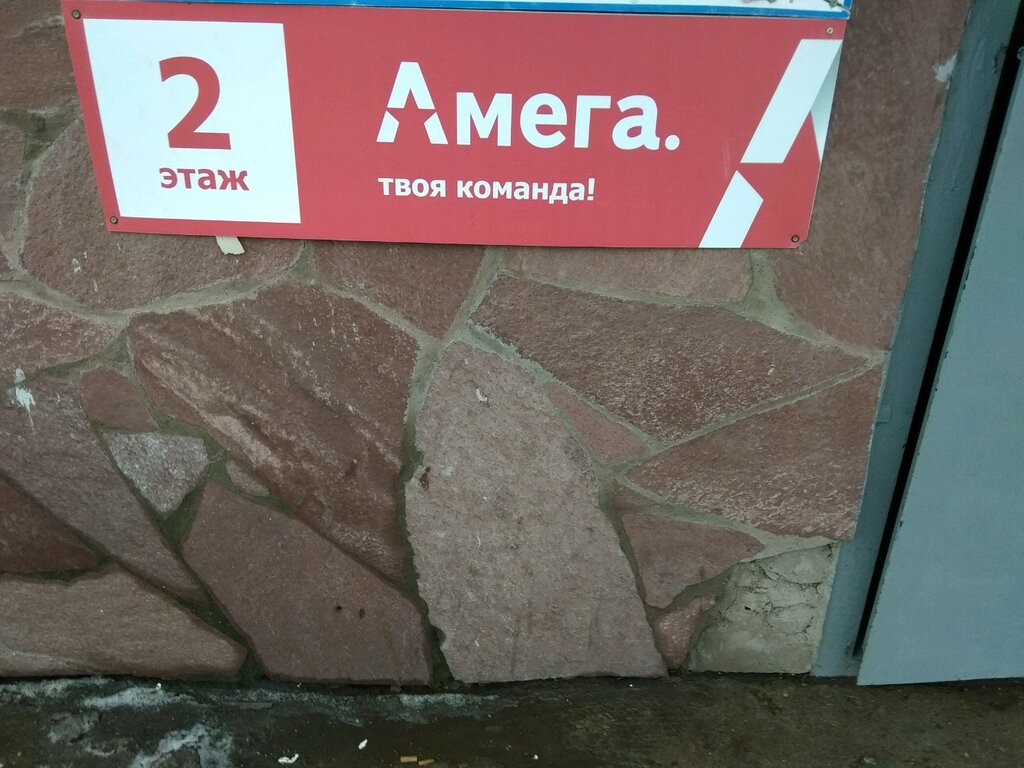 2
этаж
Амега.
твоя команда!